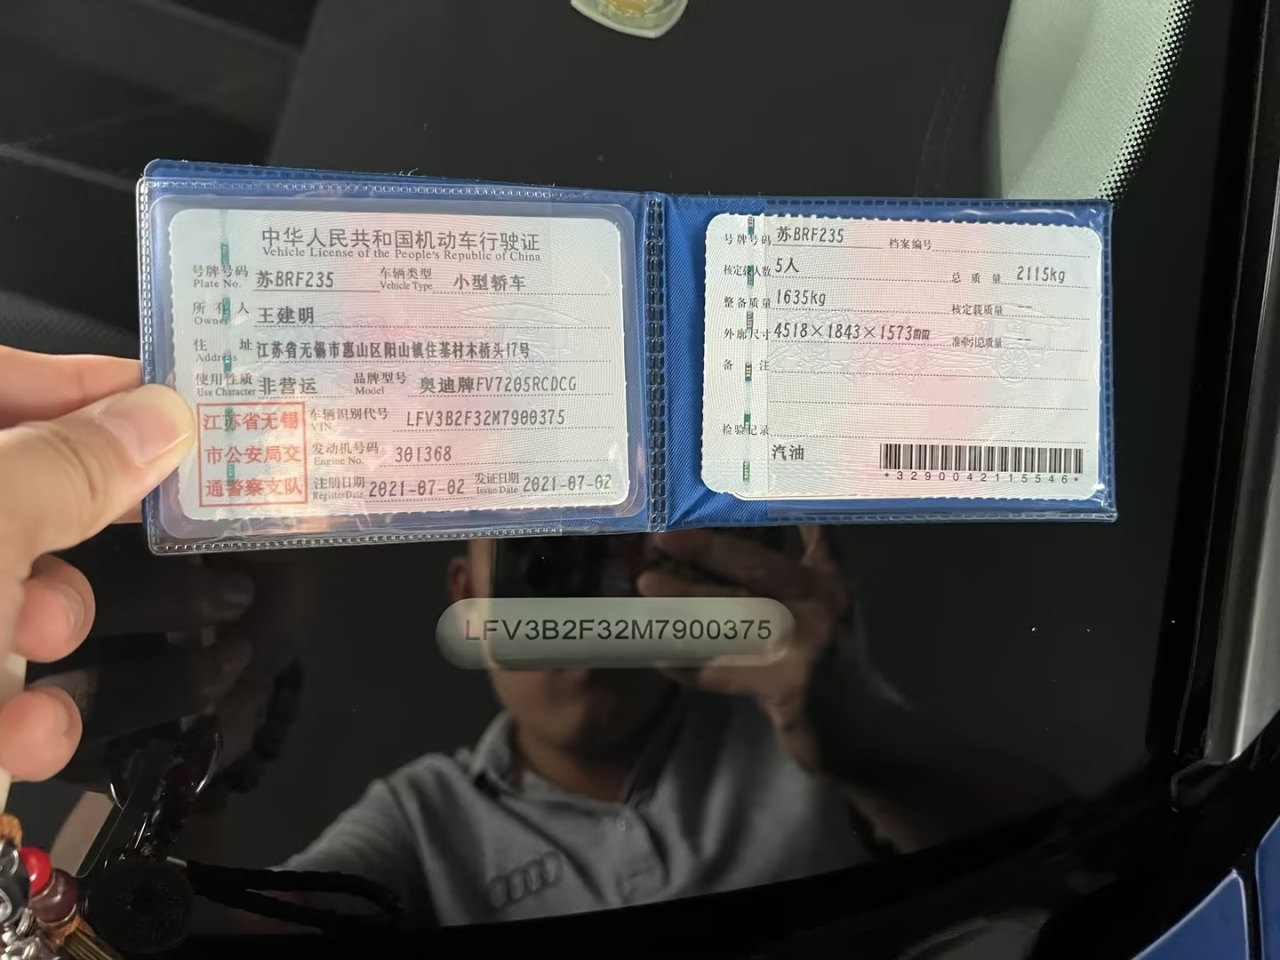 中华人民共和国机动车行驶证
Vehicle License of the People's Republic of China
号牌号码 苏BRF235 车辆类型 小型轿车
Plate No. Vehicle Type
所有人 王建明
Owner
住址 江苏省无锡市惠山区阳山镇住基村木桥头17号
Address
使用性质 非营运 品牌型号 奥迪牌FV7205RCDCG
Use Character Model
江苏省无锡
市公安局交
通警察支队
车辆识别代号 LFV3B2F32M7900375
VIN
发动机号码 301368
Engine No.
注册日期 2021-07-02 发证日期 2021-07-02
Register Date Issue Date
号牌号码 苏BRF235 档案编号
核定载人数 5人 总质量 2115kg
整备质量 1635kg 核定载质量 --
外廓尺寸 4518×1843×1573mm 准牵引总质量 --
备注
检验记录
汽油
*3290042115546*
LFV3B2F32M7900375